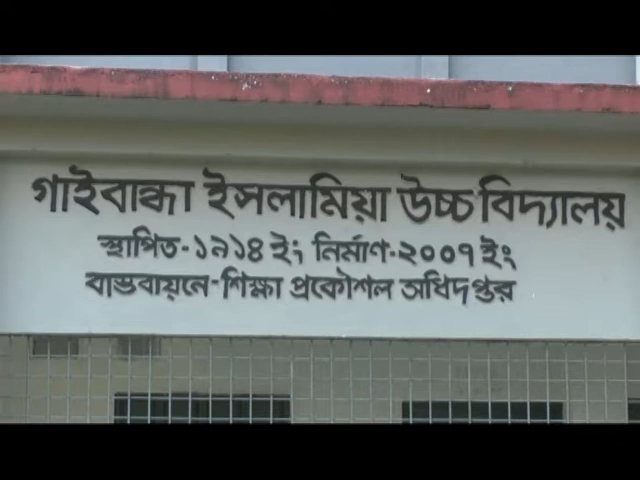 গাইবান্ধা ইসলামিয়া উচ্চ বিদ্যালয়
স্থাপিত-১৯১৪ ইং নির্মাণ-২০০৭ ইং
বাস্তবায়নে-শিক্ষা প্রকৌশল অধিদপ্তর